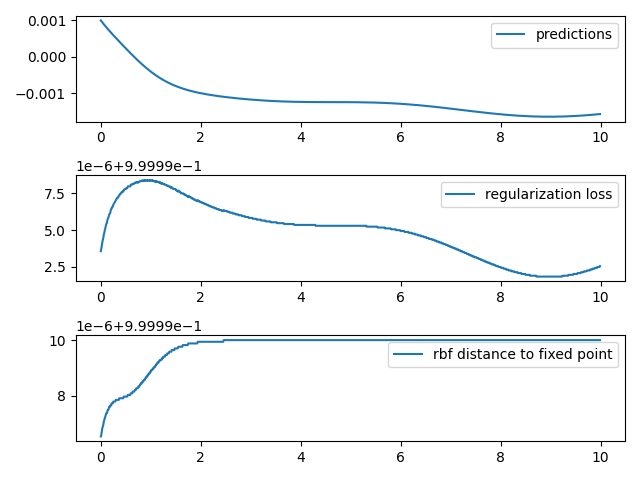 0.001
predictions
0.000
−0.001
0 2 4 6 8 10
1e−6+9.9999e−1
7.5
regularization loss
5.0
2.5
0 2 4 6 8 10
1e−6+9.9999e−1
10
rbf distance to fixed point
8
0 2 4 6 8 10